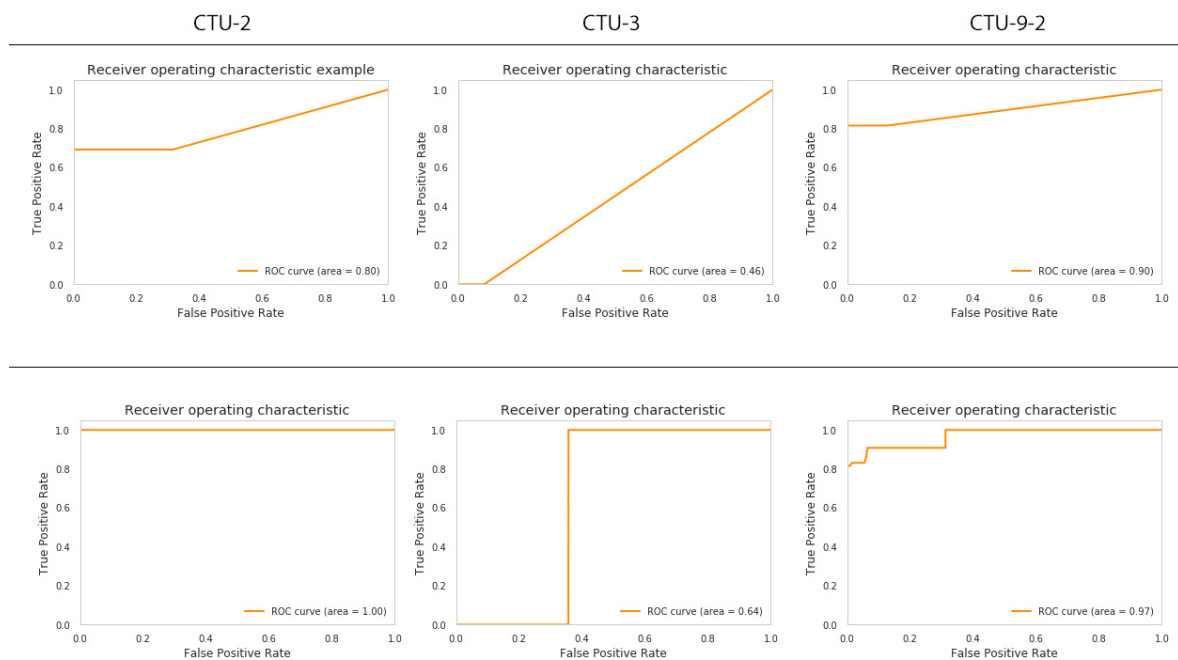 CTU-2 CTU-3 CTU-9-2
Receiver operating characteristic example
1.0
0.8
0.6
0.4
0.2
0.0
True Positive Rate
ROC curve (area = 0.80)
0.0 0.2 0.4 0.6 0.8 1.0
False Positive Rate
Receiver operating characteristic
1.0
0.8
0.6
0.4
0.2
0.0
True Positive Rate
ROC curve (area = 0.46)
0.0 0.2 0.4 0.6 0.8 1.0
False Positive Rate
Receiver operating characteristic
1.0
0.8
0.6
0.4
0.2
0.0
True Positive Rate
ROC curve (area = 0.90)
0.0 0.2 0.4 0.6 0.8 1.0
False Positive Rate
Receiver operating characteristic
1.0
0.8
0.6
0.4
0.2
0.0
True Positive Rate
ROC curve (area = 1.00)
0.0 0.2 0.4 0.6 0.8 1.0
False Positive Rate
Receiver operating characteristic
1.0
0.8
0.6
0.4
0.2
0.0
True Positive Rate
ROC curve (area = 0.64)
0.0 0.2 0.4 0.6 0.8 1.0
False Positive Rate
Receiver operating characteristic
1.0
0.8
0.6
0.4
0.2
0.0
True Positive Rate
ROC curve (area = 0.97)
0.0 0.2 0.4 0.6 0.8 1.0
False Positive Rate